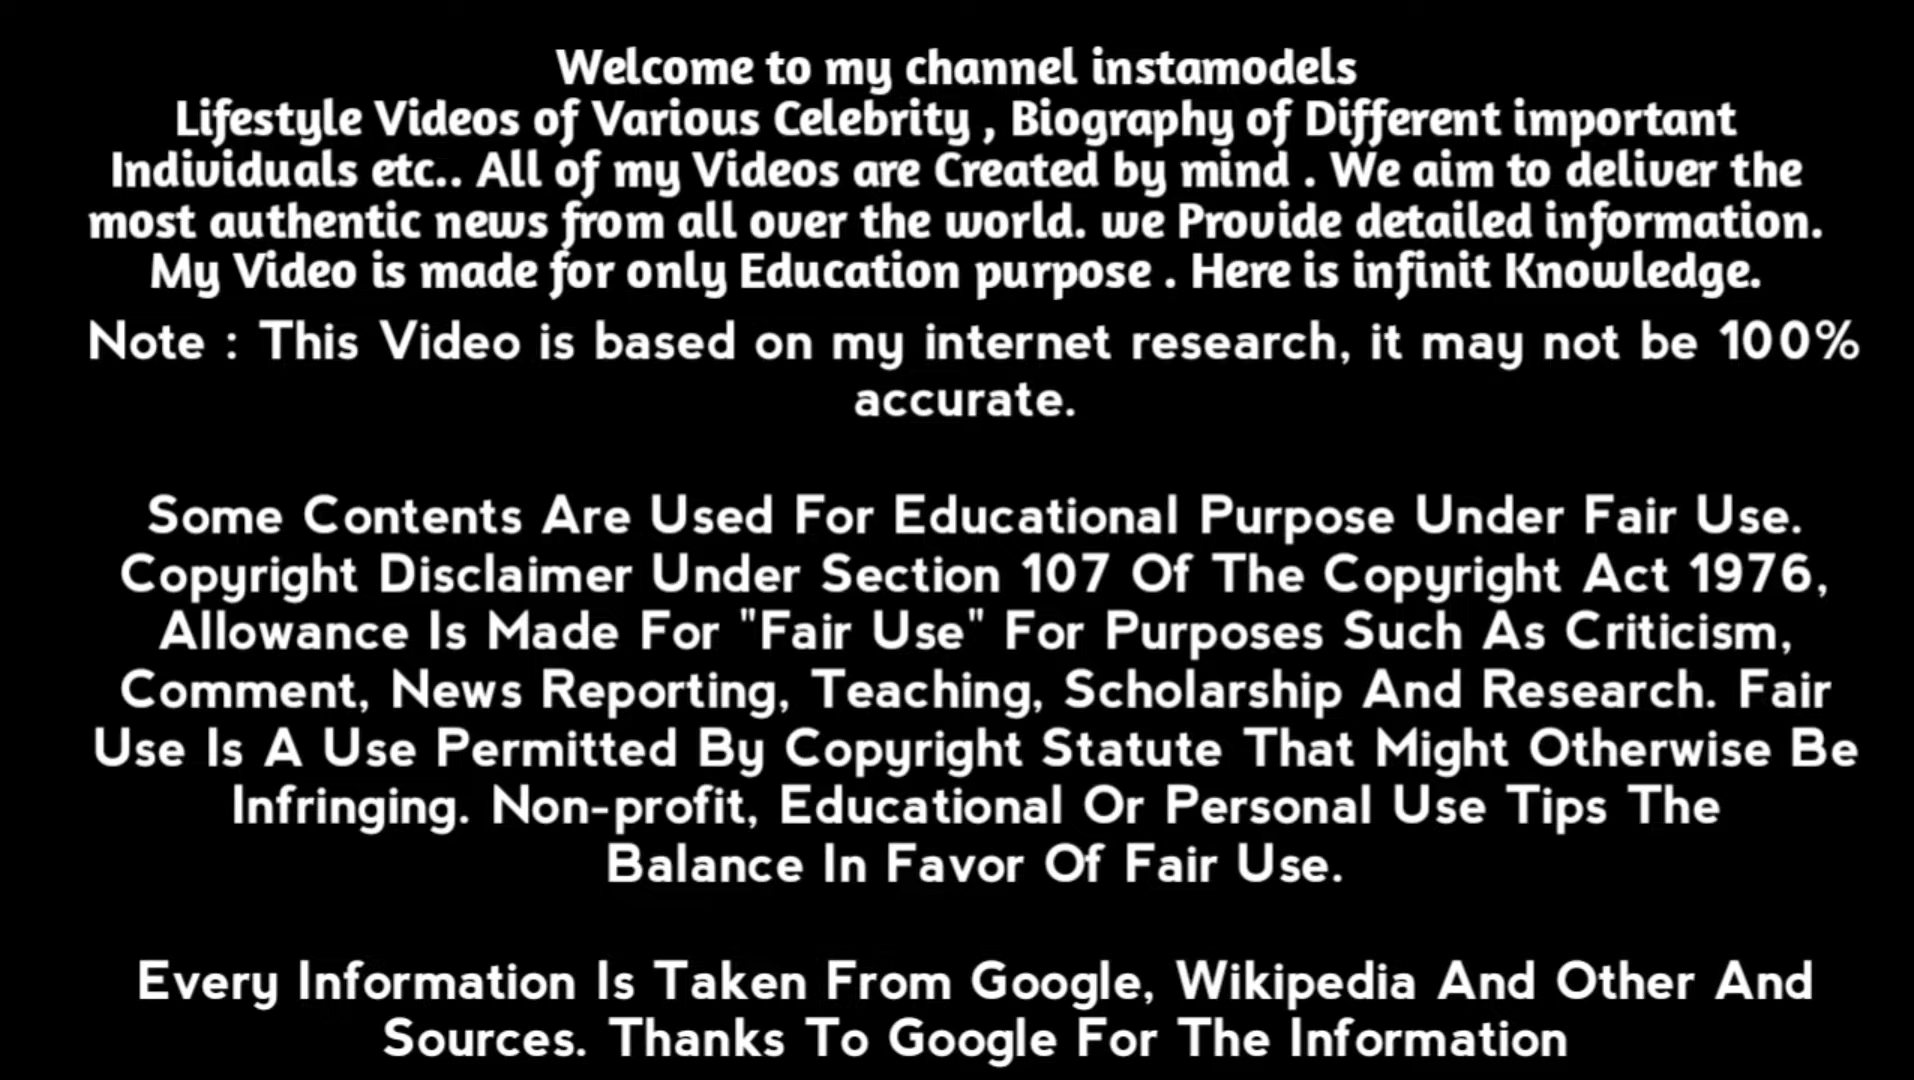 Welcome to my channel instamodels
Lifestyle Videos of Various Celebrity , Biography of Different important
Individuals etc.. All of my Videos are Created by mind . We aim to deliver the
most authentic news from all over the world. we Provide detailed information.
My Video is made for only Education purpose . Here is infinit Knowledge.
Note : This Video is based on my internet research, it may not be 100%
accurate.
Some Contents Are Used For Educational Purpose Under Fair Use.
Copyright Disclaimer Under Section 107 Of The Copyright Act 1976,
Allowance Is Made For "Fair Use" For Purposes Such As Criticism,
Comment, News Reporting, Teaching, Scholarship And Research. Fair
Use Is A Use Permitted By Copyright Statute That Might Otherwise Be
Infringing. Non-profit, Educational Or Personal Use Tips The
Balance In Favor Of Fair Use.
Every Information Is Taken From Google, Wikipedia And Other And
Sources. Thanks To Google For The Information